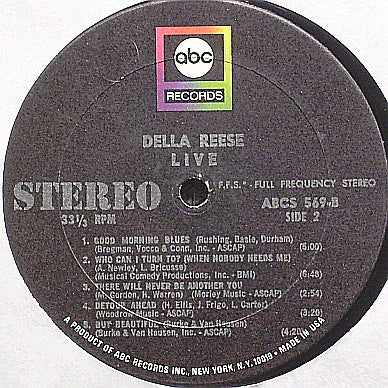 abc
RECORDS
DELLA REESE
LIVE
STEREO
F.F.S.* - FULL FREQUENCY STEREO
33⅓ RPM
ABCS 569-B
SIDE 2
1. GOOD MORNING BLUES (Rushing, Basie, Durham)
(Bregman, Vocco & Conn, Inc. - ASCAP) (5:00)
2. WHO CAN I TURN TO? (WHEN NOBODY NEEDS ME)
(A. Newley, L. Bricusse)
(Musical Comedy Productions, Inc. - BMI) (6:48)
3. THERE WILL NEVER BE ANOTHER YOU
(M. Gordon, H. Warren) (Morley Music - ASCAP) (2:54)
4. DETOUR AHEAD (H. Ellis, J. Frigo, L. Carter)
(Woodrow Music - ASCAP) (3:20)
5. BUT BEAUTIFUL (Burke & Van Heusen)
(Burke & Van Heusen, Inc. - ASCAP) (4:20)
A PRODUCT OF ABC RECORDS INC., NEW YORK, N.Y. 10019 • MADE IN USA